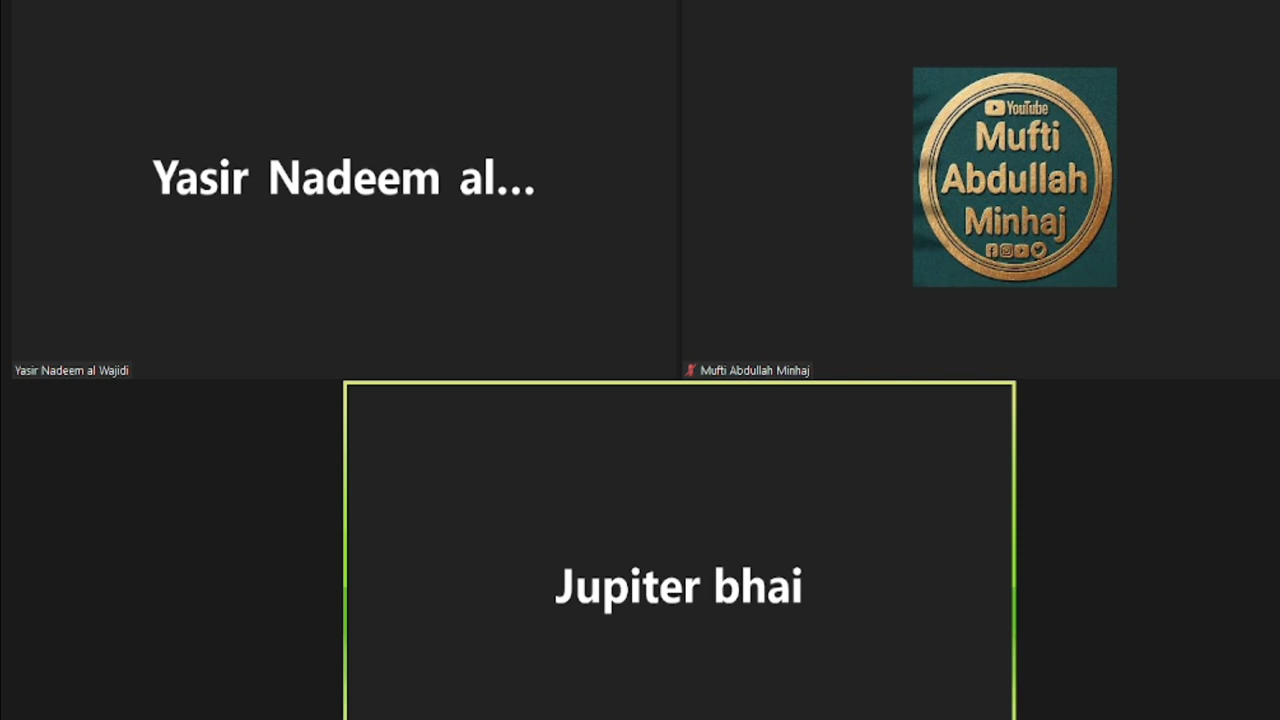 Yasir Nadeem al...
YouTube
Mufti
Abdullah
Minhaj
Yasir Nadeem al Wajidi
Mufti Abdullah Minhaj
Jupiter bhai